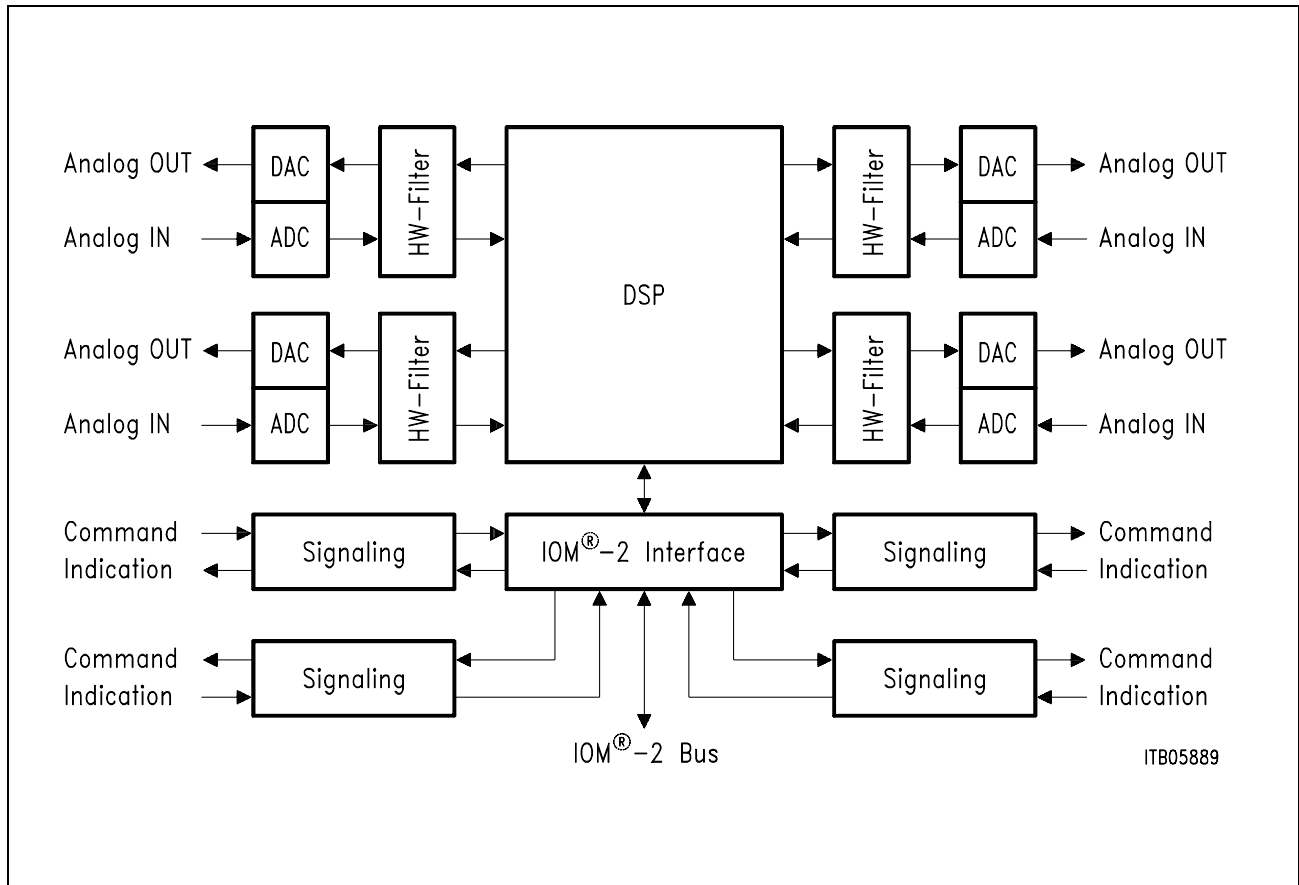 Analog OUT
DAC
HW-Filter
HW-Filter
DAC
Analog OUT
Analog IN
ADC
ADC
Analog IN
DSP
Analog OUT
DAC
HW-Filter
HW-Filter
DAC
Analog OUT
Analog IN
ADC
ADC
Analog IN
Command
Indication
Signaling
IOM®-2 Interface
Signaling
Command
Indication
Command
Indication
Signaling
Signaling
Command
Indication
IOM®-2 Bus
ITB05889